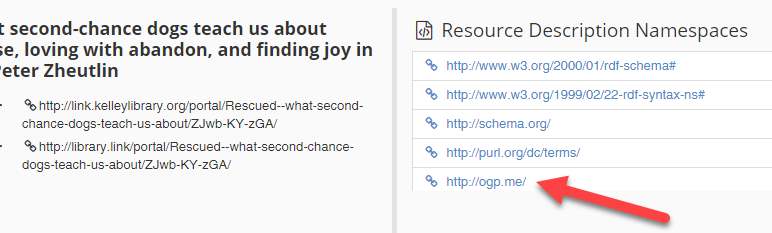 t second-chance dogs teach us about
se, loving with abandon, and finding joy in
Peter Zheutlin
http://link.kelleylibrary.org/portal/Rescued--what-second-
chance-dogs-teach-us-about/ZJwb-KY-zGA/
http://library.link/portal/Rescued--what-second-chance-
dogs-teach-us-about/ZJwb-KY-zGA/
Resource Description Namespaces
http://www.w3.org/2000/01/rdf-schema#
http://www.w3.org/1999/02/22-rdf-syntax-ns#
http://schema.org/
http://purl.org/dc/terms/
http://ogp.me/